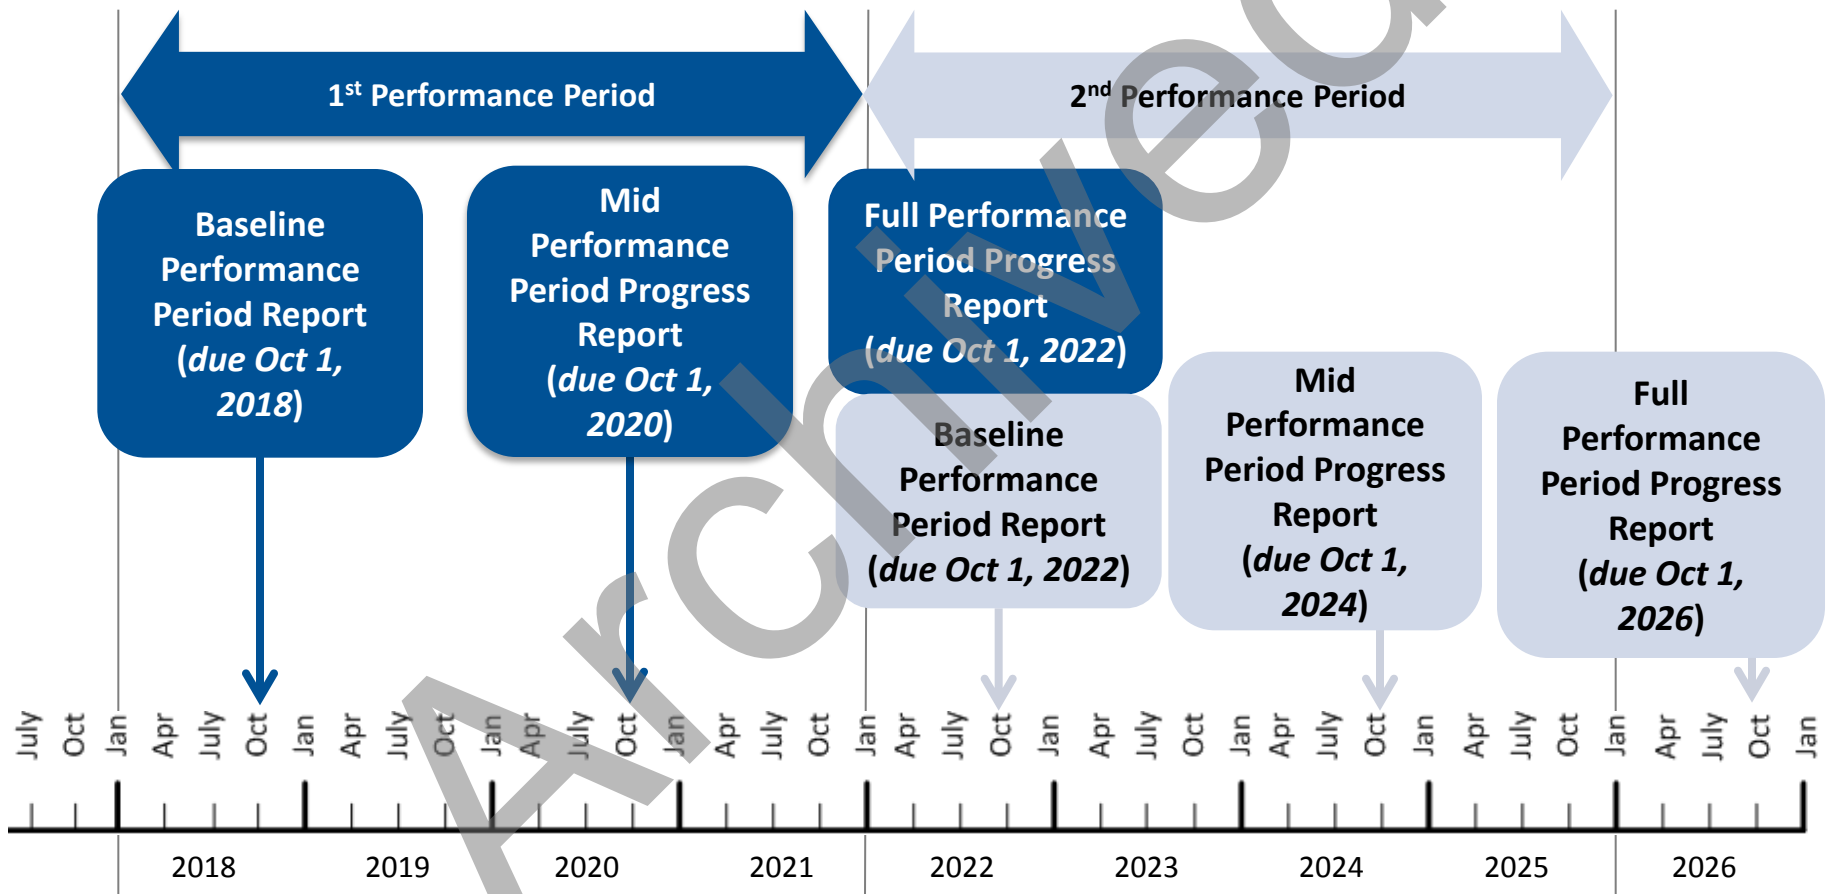 1st Performance Period
2nd Performance Period
Baseline
Performance
Period Report
(due Oct 1,
2018)
Mid
Performance
Period Progress
Report
(due Oct 1,
2020)
Full Performance
Period Progress
Report
(due Oct 1, 2022)
Baseline
Performance
Period Report
(due Oct 1, 2022)
Mid
Performance
Period Progress
Report
(due Oct 1,
2024)
Full
Performance
Period Progress
Report
(due Oct 1,
2026)
Archived
July Oct Jan Apr July Oct Jan Apr July Oct Jan Apr July Oct Jan Apr July Oct Jan Apr July Oct Jan Apr July Oct Jan Apr July Oct Jan Apr July Oct Jan Apr July Oct Jan
2018 2019 2020 2021 2022 2023 2024 2025 2026